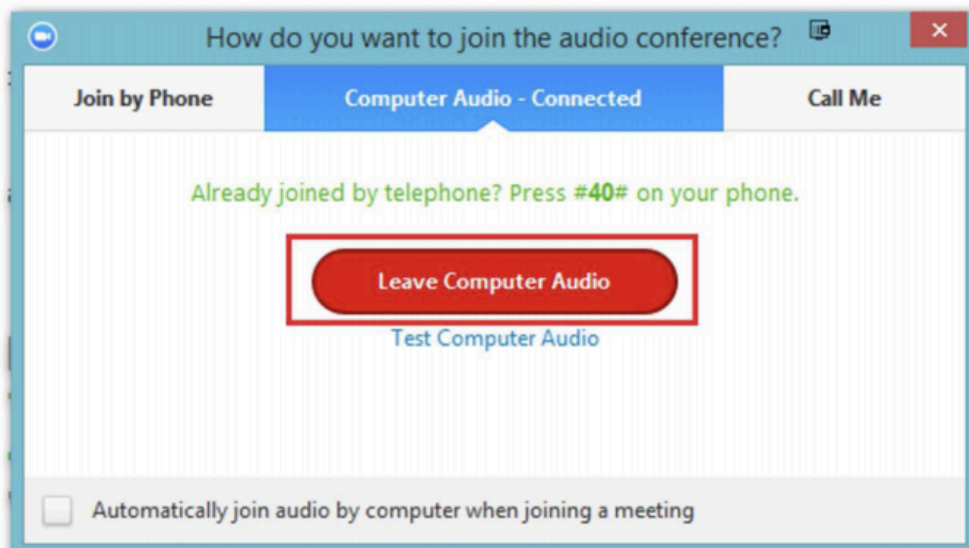 How do you want to join the audio conference?
Join by Phone
Computer Audio - Connected
Call Me
Already joined by telephone? Press #40# on your phone.
Leave Computer Audio
Test Computer Audio
Automatically join audio by computer when joining a meeting